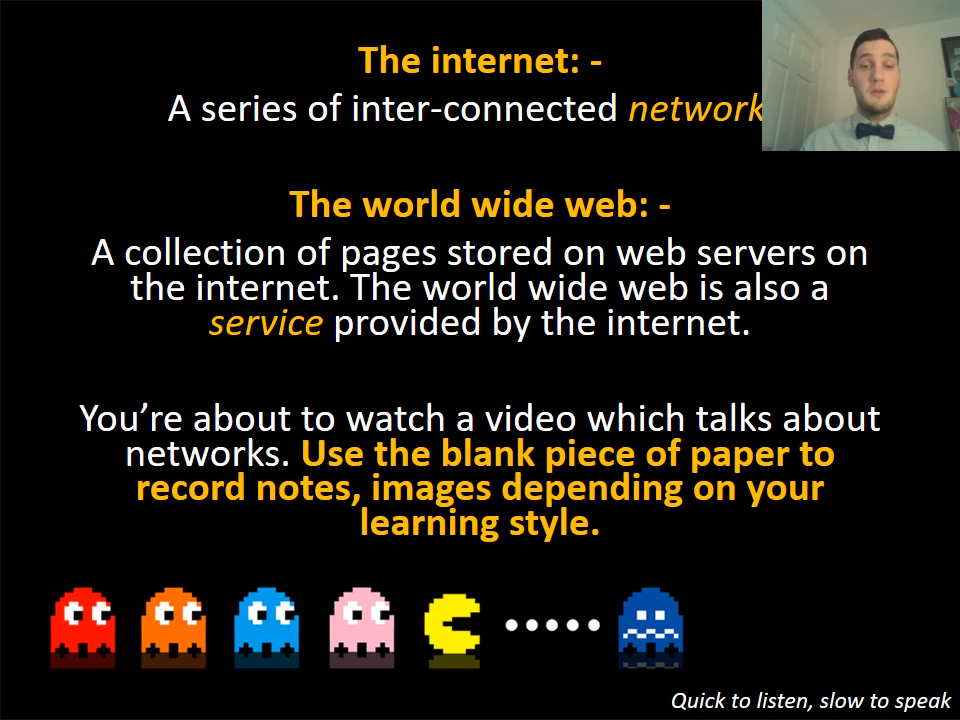 The internet: -
A series of inter-connected network
The world wide web: -
A collection of pages stored on web servers on
the internet. The world wide web is also a
service provided by the internet.
You’re about to watch a video which talks about
networks. Use the blank piece of paper to
record notes, images depending on your
learning style.
Quick to listen, slow to speak